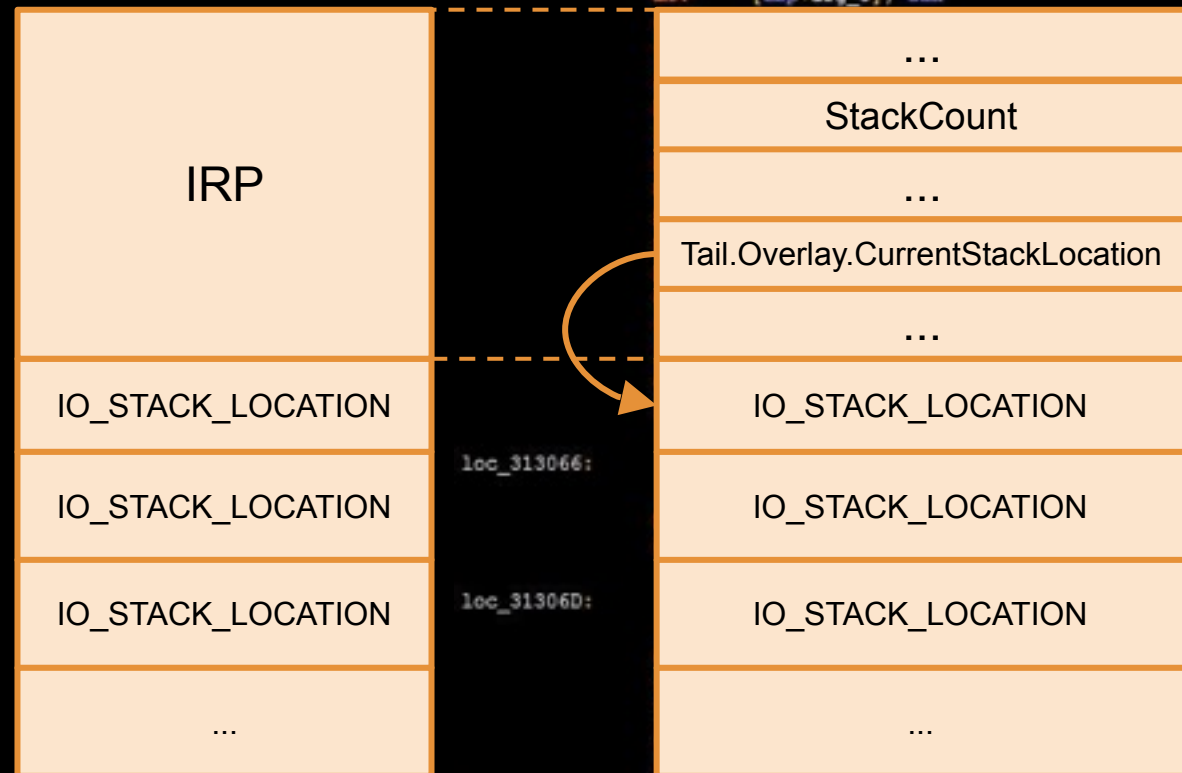 IRP
IO_STACK_LOCATION
IO_STACK_LOCATION
IO_STACK_LOCATION
...
loc_313066:
loc_31306D:
...
StackCount
...
Tail.Overlay.CurrentStackLocation
...
IO_STACK_LOCATION
IO_STACK_LOCATION
IO_STACK_LOCATION
...